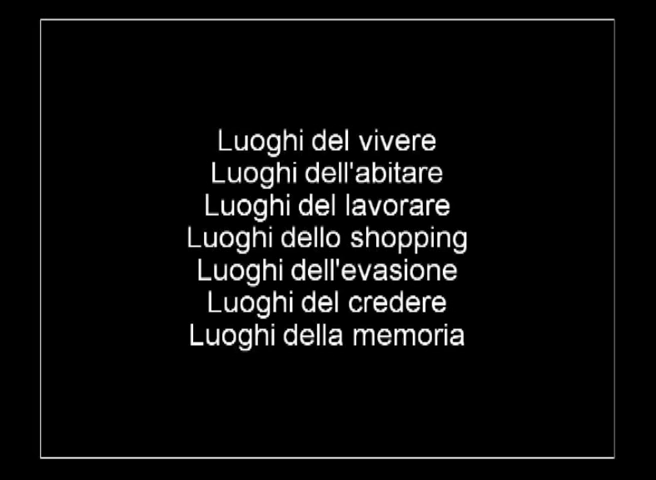 Luoghi del vivere
Luoghi dell'abitare
Luoghi del lavorare
Luoghi dello shopping
Luoghi dell'evasione
Luoghi del credere
Luoghi della memoria